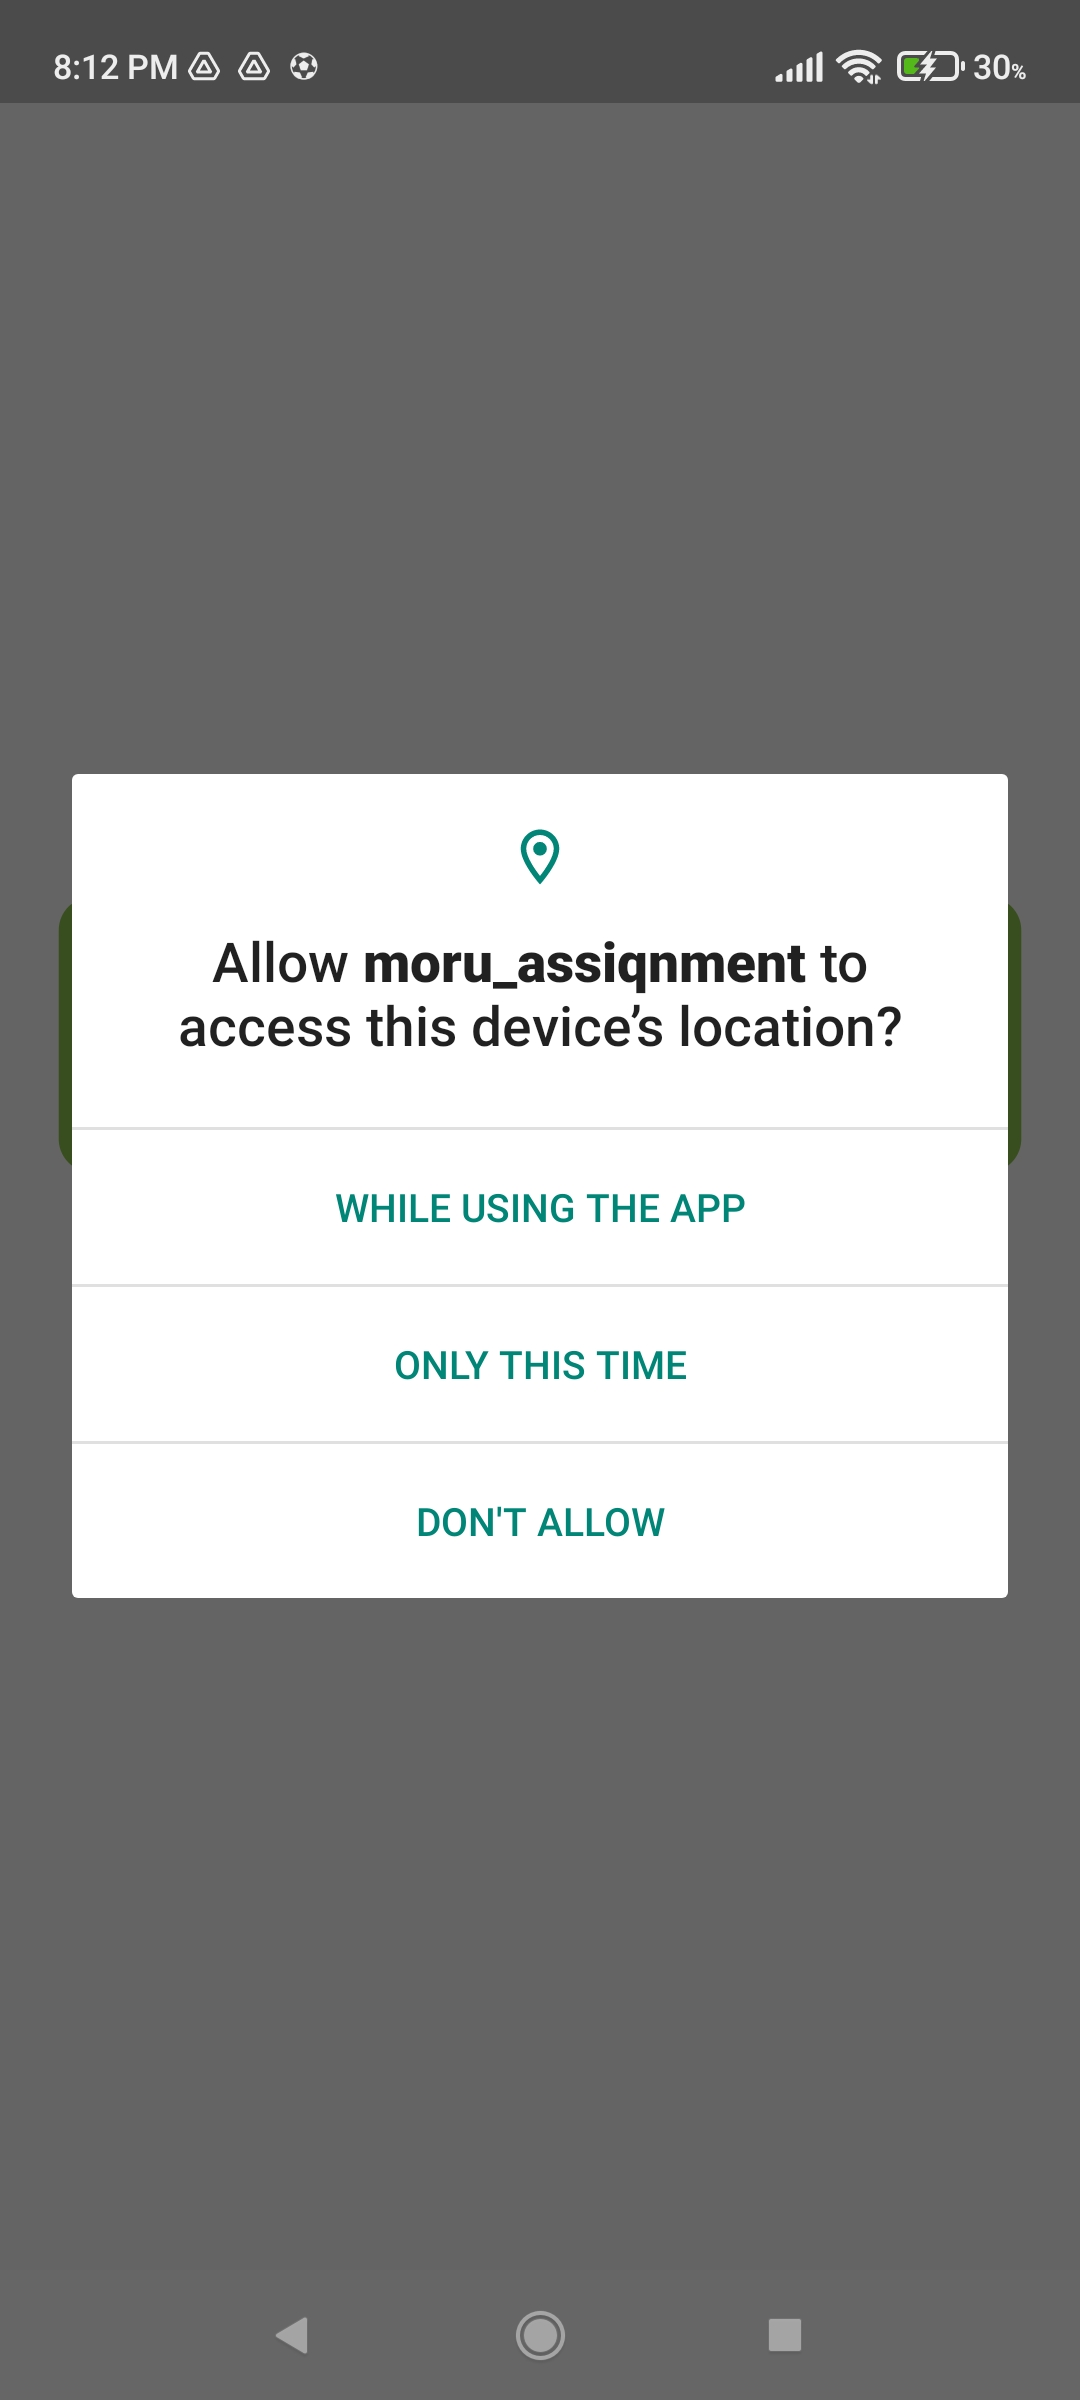 8:12 PM
30%
Allow moru_assiqnment to
access this device’s location?
WHILE USING THE APP
ONLY THIS TIME
DON'T ALLOW